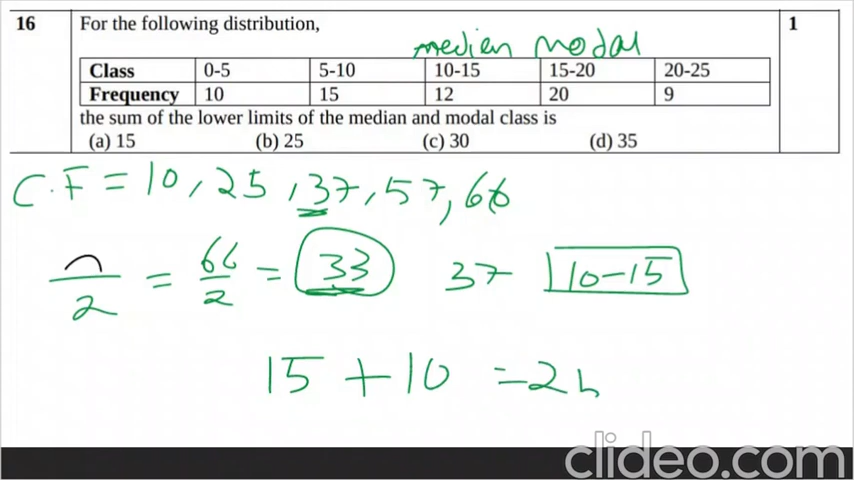 16 For the following distribution, 1
median modal
Class 0-5 5-10 10-15 15-20 20-25
Frequency 10 15 12 20 9
the sum of the lower limits of the median and modal class is
(a) 15 (b) 25 (c) 30 (d) 35
C.F = 10, 25, 37, 57, 66
n/2 = 66/2 = 33 37 10-15
15 + 10 = 25
clideo.com